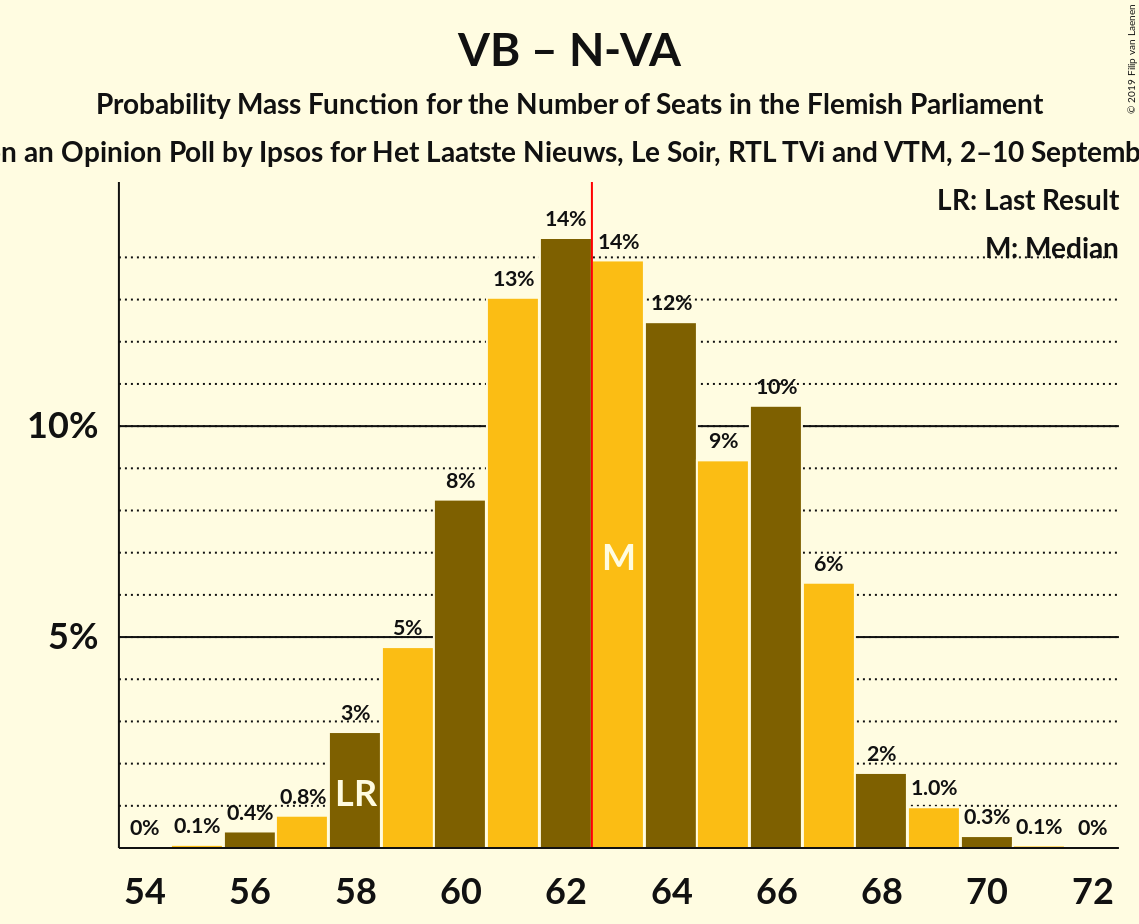 VB – N-VA
Probability Mass Function for the Number of Seats in the Flemish Parliament
n an Opinion Poll by Ipsos for Het Laatste Nieuws, Le Soir, RTL TVi and VTM, 2–10 Septemb
© 2019 Filip van Laenen
LR: Last Result
M: Median
14%
14%
13%
12%
10%
10%
9%
8%
6%
5%
5%
M
3%
2%
LR
1.0%
0.8%
0.4%
0.3%
0%
0.1%
0.1%
0%
54 56 58 60 62 64 66 68 70 72